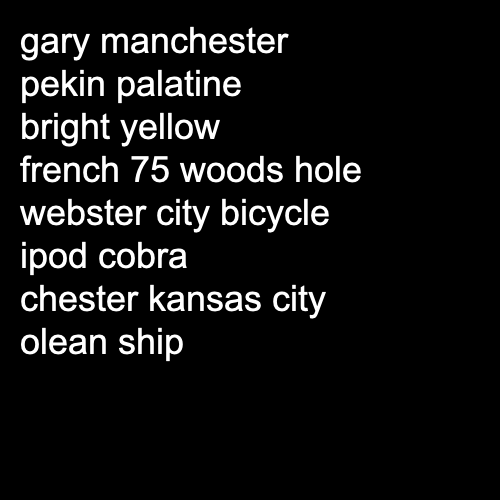 gary manchester
pekin palatine
bright yellow
french 75 woods hole
webster city bicycle
ipod cobra
chester kansas city
olean ship